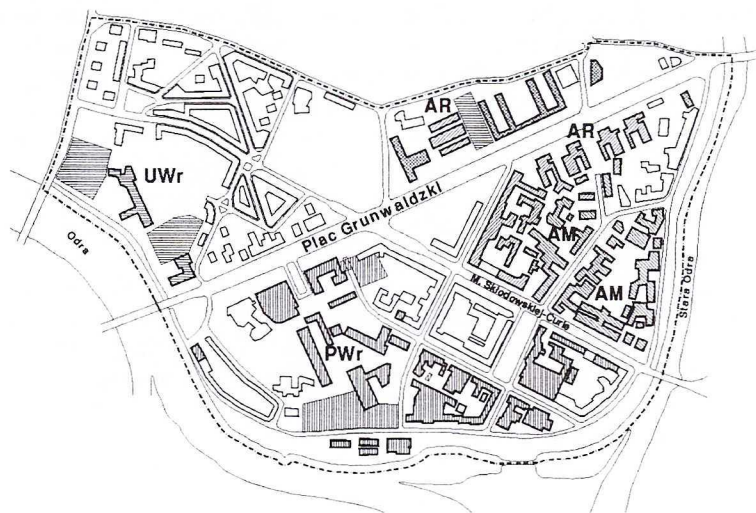 AR
AR
UWr
Plac Grunwaldzki
Odra
AM
M. Skłodowskiej-Curie
AM
Stara Odra
PWr